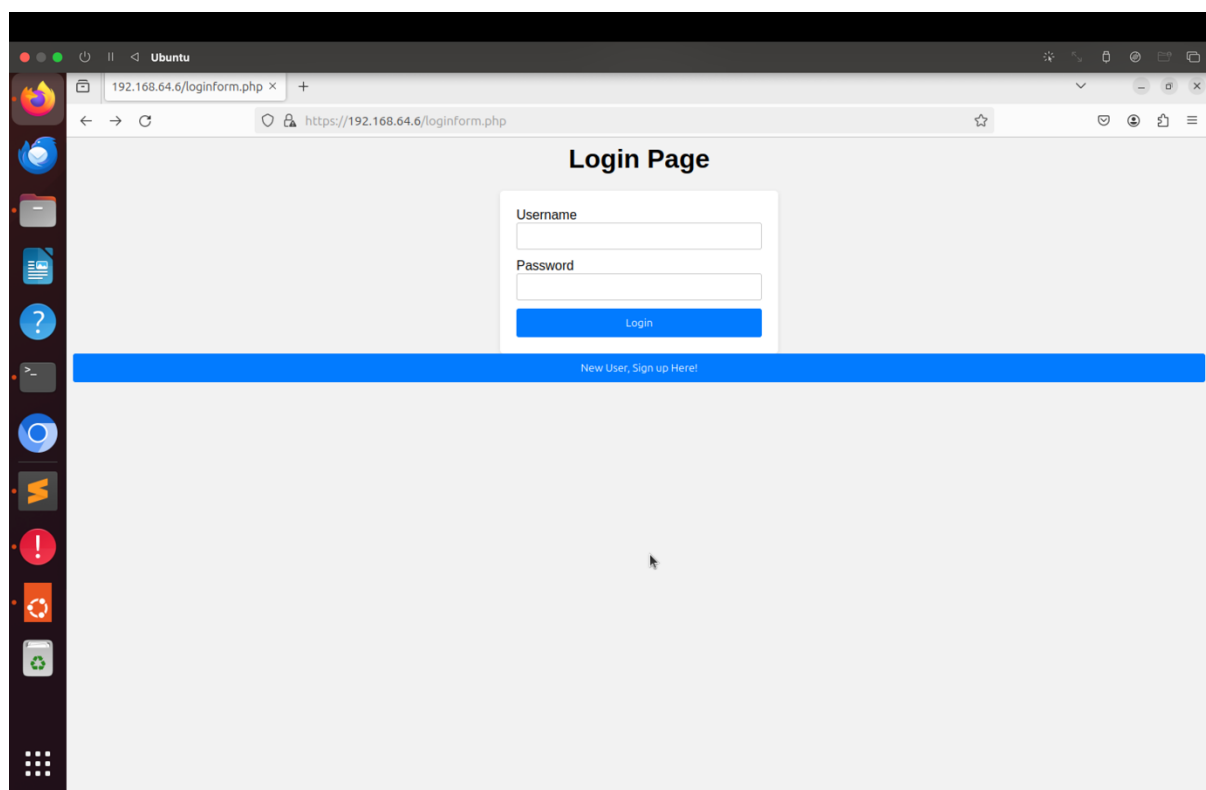 Ubuntu
192.168.64.6/loginform.php
https://192.168.64.6/loginform.php
Login Page
Username
Password
Login
New User, Sign up Here!